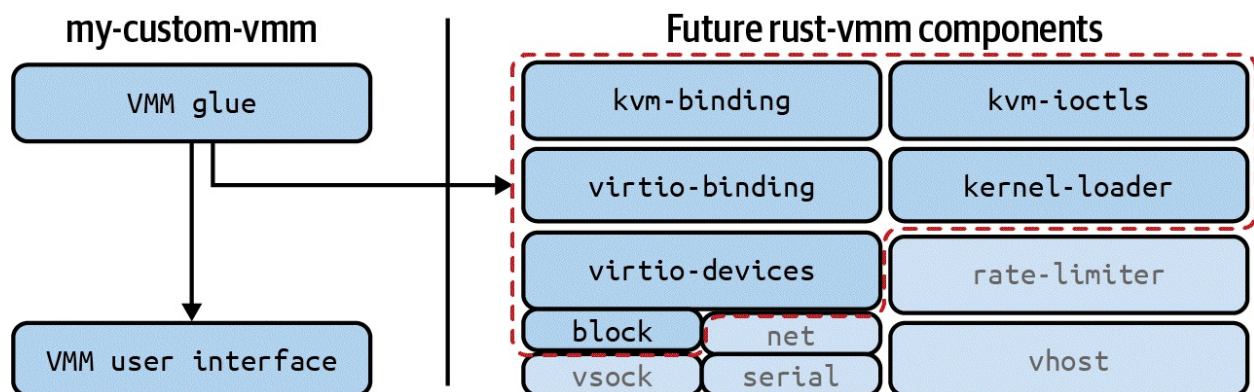 my-custom-vmm
Future rust-vmm components
VMM glue
VMM user interface
kvm-binding
kvm-ioctls
virtio-binding
kernel-loader
virtio-devices
rate-limiter
block
net
vsock
serial
vhost